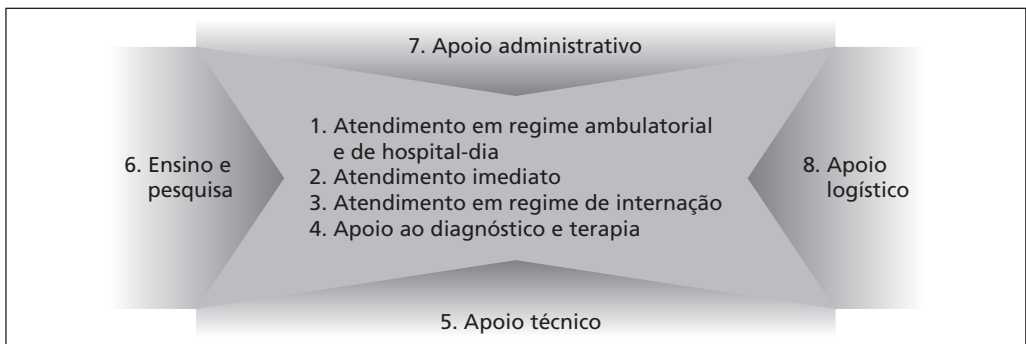 7. Apoio administrativo
6. Ensino e
pesquisa
1. Atendimento em regime ambulatorial
e de hospital-dia
2. Atendimento imediato
3. Atendimento em regime de internação
4. Apoio ao diagnóstico e terapia
8. Apoio
logístico
5. Apoio técnico